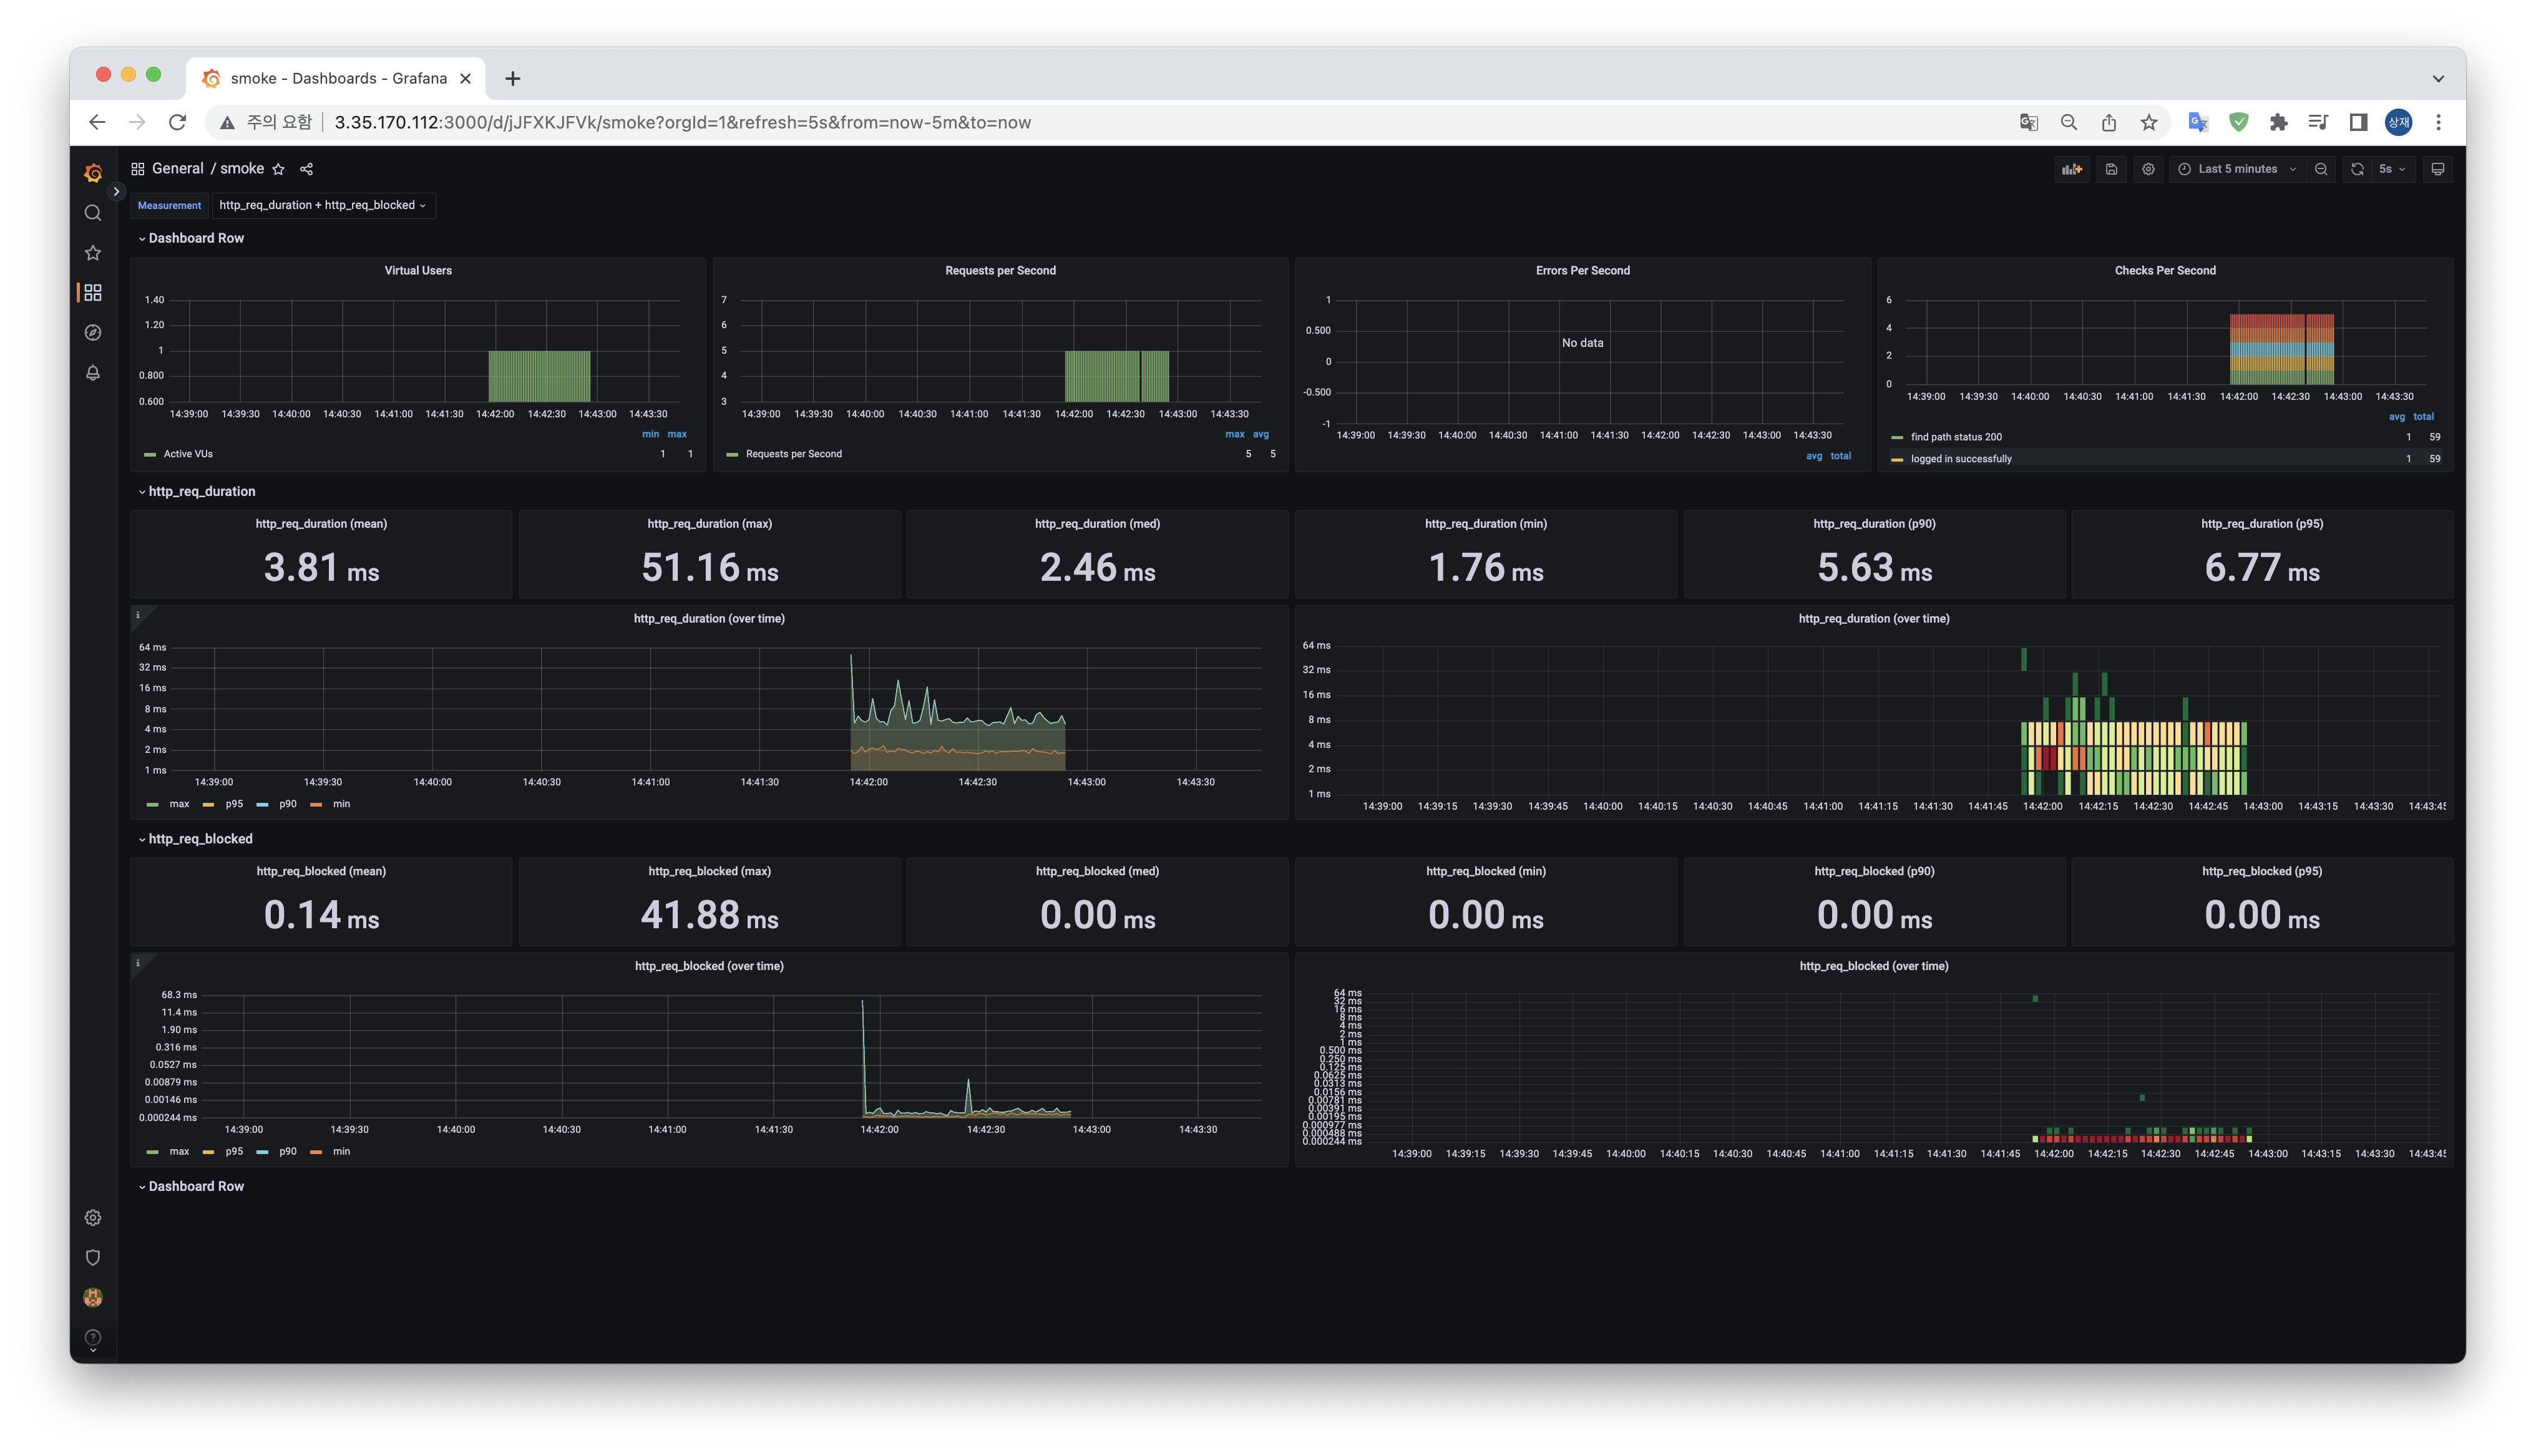 smoke - Dashboards - Grafana
주의 요함 3.35.170.112:3000/d/jJFXKJFVk/smoke?orgId=1&refresh=5s&from=now-5m&to=now
상재
General / smoke
Last 5 minutes
5s
Measurement http_req_duration + http_req_blocked
Dashboard Row
Virtual Users
1.40
1.20
1
0.800
0.600
14:39:00 14:39:30 14:40:00 14:40:30 14:41:00 14:41:30 14:42:00 14:42:30 14:43:00 14:43:30
min max
Active VUs 1 1
Requests per Second
7
6
5
4
3
14:39:00 14:39:30 14:40:00 14:40:30 14:41:00 14:41:30 14:42:00 14:42:30 14:43:00 14:43:30
max avg
Requests per Second 5 5
Errors Per Second
1
0.500
0
-0.500
-1
No data
14:39:00 14:39:30 14:40:00 14:40:30 14:41:00 14:41:30 14:42:00 14:42:30 14:43:00 14:43:30
avg total
Checks Per Second
6
4
2
0
14:39:00 14:39:30 14:40:00 14:40:30 14:41:00 14:41:30 14:42:00 14:42:30 14:43:00 14:43:30
avg total
find path status 200 1 59
logged in successfully 1 59
http_req_duration
http_req_duration (mean)
3.81 ms
http_req_duration (max)
51.16 ms
http_req_duration (med)
2.46 ms
http_req_duration (min)
1.76 ms
http_req_duration (p90)
5.63 ms
http_req_duration (p95)
6.77 ms
http_req_duration (over time)
64 ms
32 ms
16 ms
8 ms
4 ms
2 ms
1 ms
14:39:00 14:39:30 14:40:00 14:40:30 14:41:00 14:41:30 14:42:00 14:42:30 14:43:00 14:43:30
max p95 p90 min
http_req_duration (over time)
64 ms
32 ms
16 ms
8 ms
4 ms
2 ms
1 ms
14:39:00 14:39:15 14:39:30 14:39:45 14:40:00 14:40:15 14:40:30 14:40:45 14:41:00 14:41:15 14:41:30 14:41:45 14:42:00 14:42:15 14:42:30 14:42:45 14:43:00 14:43:15 14:43:30 14:43:45
http_req_blocked
http_req_blocked (mean)
0.14 ms
http_req_blocked (max)
41.88 ms
http_req_blocked (med)
0.00 ms
http_req_blocked (min)
0.00 ms
http_req_blocked (p90)
0.00 ms
http_req_blocked (p95)
0.00 ms
http_req_blocked (over time)
68.3 ms
11.4 ms
1.90 ms
0.316 ms
0.0527 ms
0.00879 ms
0.00146 ms
0.000244 ms
14:39:00 14:39:30 14:40:00 14:40:30 14:41:00 14:41:30 14:42:00 14:42:30 14:43:00 14:43:30
max p95 p90 min
http_req_blocked (over time)
64 ms
32 ms
16 ms
8 ms
4 ms
2 ms
1 ms
0.500 ms
0.250 ms
0.125 ms
0.0625 ms
0.0313 ms
0.0156 ms
0.00781 ms
0.00391 ms
0.00195 ms
0.000977 ms
0.000488 ms
0.000244 ms
14:39:00 14:39:15 14:39:30 14:39:45 14:40:00 14:40:15 14:40:30 14:40:45 14:41:00 14:41:15 14:41:30 14:41:45 14:42:00 14:42:15 14:42:30 14:42:45 14:43:00 14:43:15 14:43:30 14:43:45
Dashboard Row